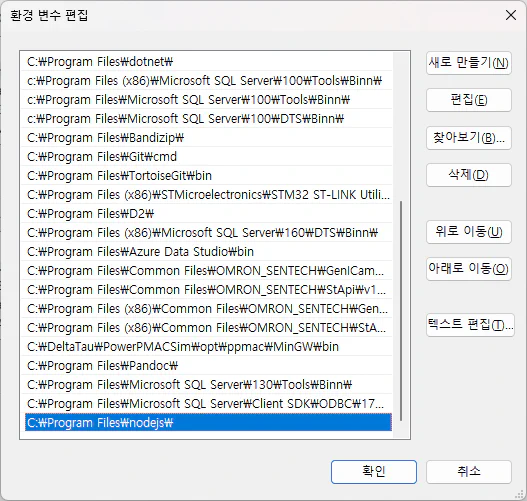 환경 변수 편집
C:₩Program Files₩dotnet₩
c:₩Program Files (x86)₩Microsoft SQL Server₩100₩Tools₩Binn₩
c:₩Program Files₩Microsoft SQL Server₩100₩Tools₩Binn₩
c:₩Program Files₩Microsoft SQL Server₩100₩DTS₩Binn₩
C:₩Program Files₩Bandizip₩
C:₩Program Files₩Git₩cmd
C:₩Program Files₩TortoiseGit₩bin
C:₩Program Files (x86)₩STMicroelectronics₩STM32 ST-LINK Utili...
C:₩Program Files₩D2₩
C:₩Program Files (x86)₩Microsoft SQL Server₩160₩DTS₩Binn₩
C:₩Program Files₩Azure Data Studio₩bin
C:₩Program Files₩Common Files₩OMRON_SENTECH₩GenICam...
C:₩Program Files₩Common Files₩OMRON_SENTECH₩StApi₩v1...
C:₩Program Files (x86)₩Common Files₩OMRON_SENTECH₩Gen...
C:₩Program Files (x86)₩Common Files₩OMRON_SENTECH₩StA...
C:₩DeltaTau₩PowerPMACSim₩opt₩ppmac₩MinGW₩bin
C:₩Program Files₩Pandoc₩
C:₩Program Files₩Microsoft SQL Server₩130₩Tools₩Binn₩
C:₩Program Files₩Microsoft SQL Server₩Client SDK₩ODBC₩17...
C:₩Program Files₩nodejs₩
새로 만들기(N)
편집(E)
찾아보기(B)...
삭제(D)
위로 이동(U)
아래로 이동(O)
텍스트 편집(T)...
확인
취소